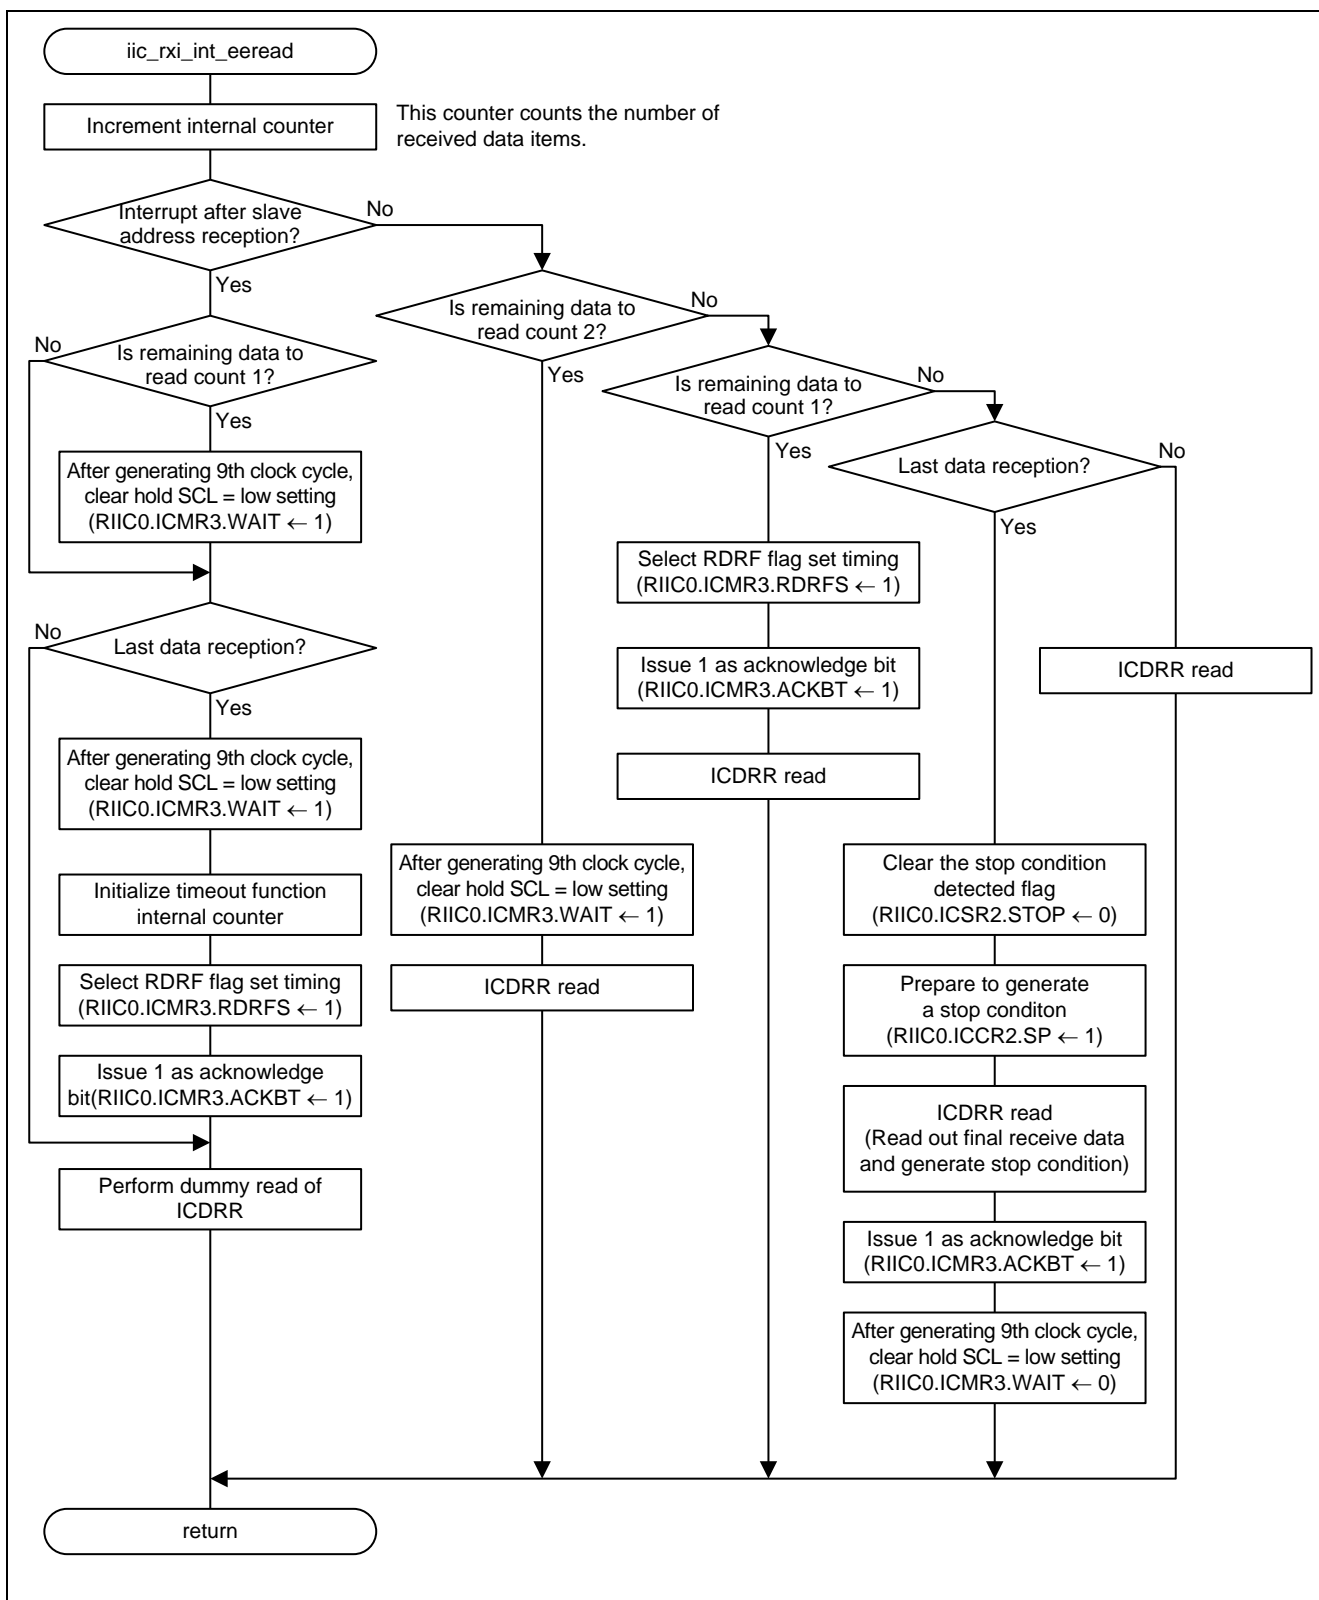 iic_rxi_int_eeread
Increment internal counter
This counter counts the number of
received data items.
Interrupt after slave
address reception?
No
Yes
Is remaining data to
read count 1?
No
Yes
After generating 9th clock cycle,
clear hold SCL = low setting
(RIIC0.ICMR3.WAIT ← 1)
Last data reception?
No
Yes
After generating 9th clock cycle,
clear hold SCL = low setting
(RIIC0.ICMR3.WAIT ← 1)
Initialize timeout function
internal counter
Select RDRF flag set timing
(RIIC0.ICMR3.RDRFS ← 1)
Issue 1 as acknowledge
bit(RIIC0.ICMR3.ACKBT ← 1)
Perform dummy read of
ICDRR
Is remaining data to
read count 2?
No
Yes
After generating 9th clock cycle,
clear hold SCL = low setting
(RIIC0.ICMR3.WAIT ← 1)
ICDRR read
Is remaining data to
read count 1?
No
Yes
Select RDRF flag set timing
(RIIC0.ICMR3.RDRFS ← 1)
Issue 1 as acknowledge bit
(RIIC0.ICMR3.ACKBT ← 1)
ICDRR read
Last data reception?
No
Yes
Clear the stop condition
detected flag
(RIIC0.ICSR2.STOP ← 0)
Prepare to generate
a stop conditon
(RIIC0.ICCR2.SP ← 1)
ICDRR read
(Read out final receive data
and generate stop condition)
Issue 1 as acknowledge bit
(RIIC0.ICMR3.ACKBT ← 1)
After generating 9th clock cycle,
clear hold SCL = low setting
(RIIC0.ICMR3.WAIT ← 0)
ICDRR read
return